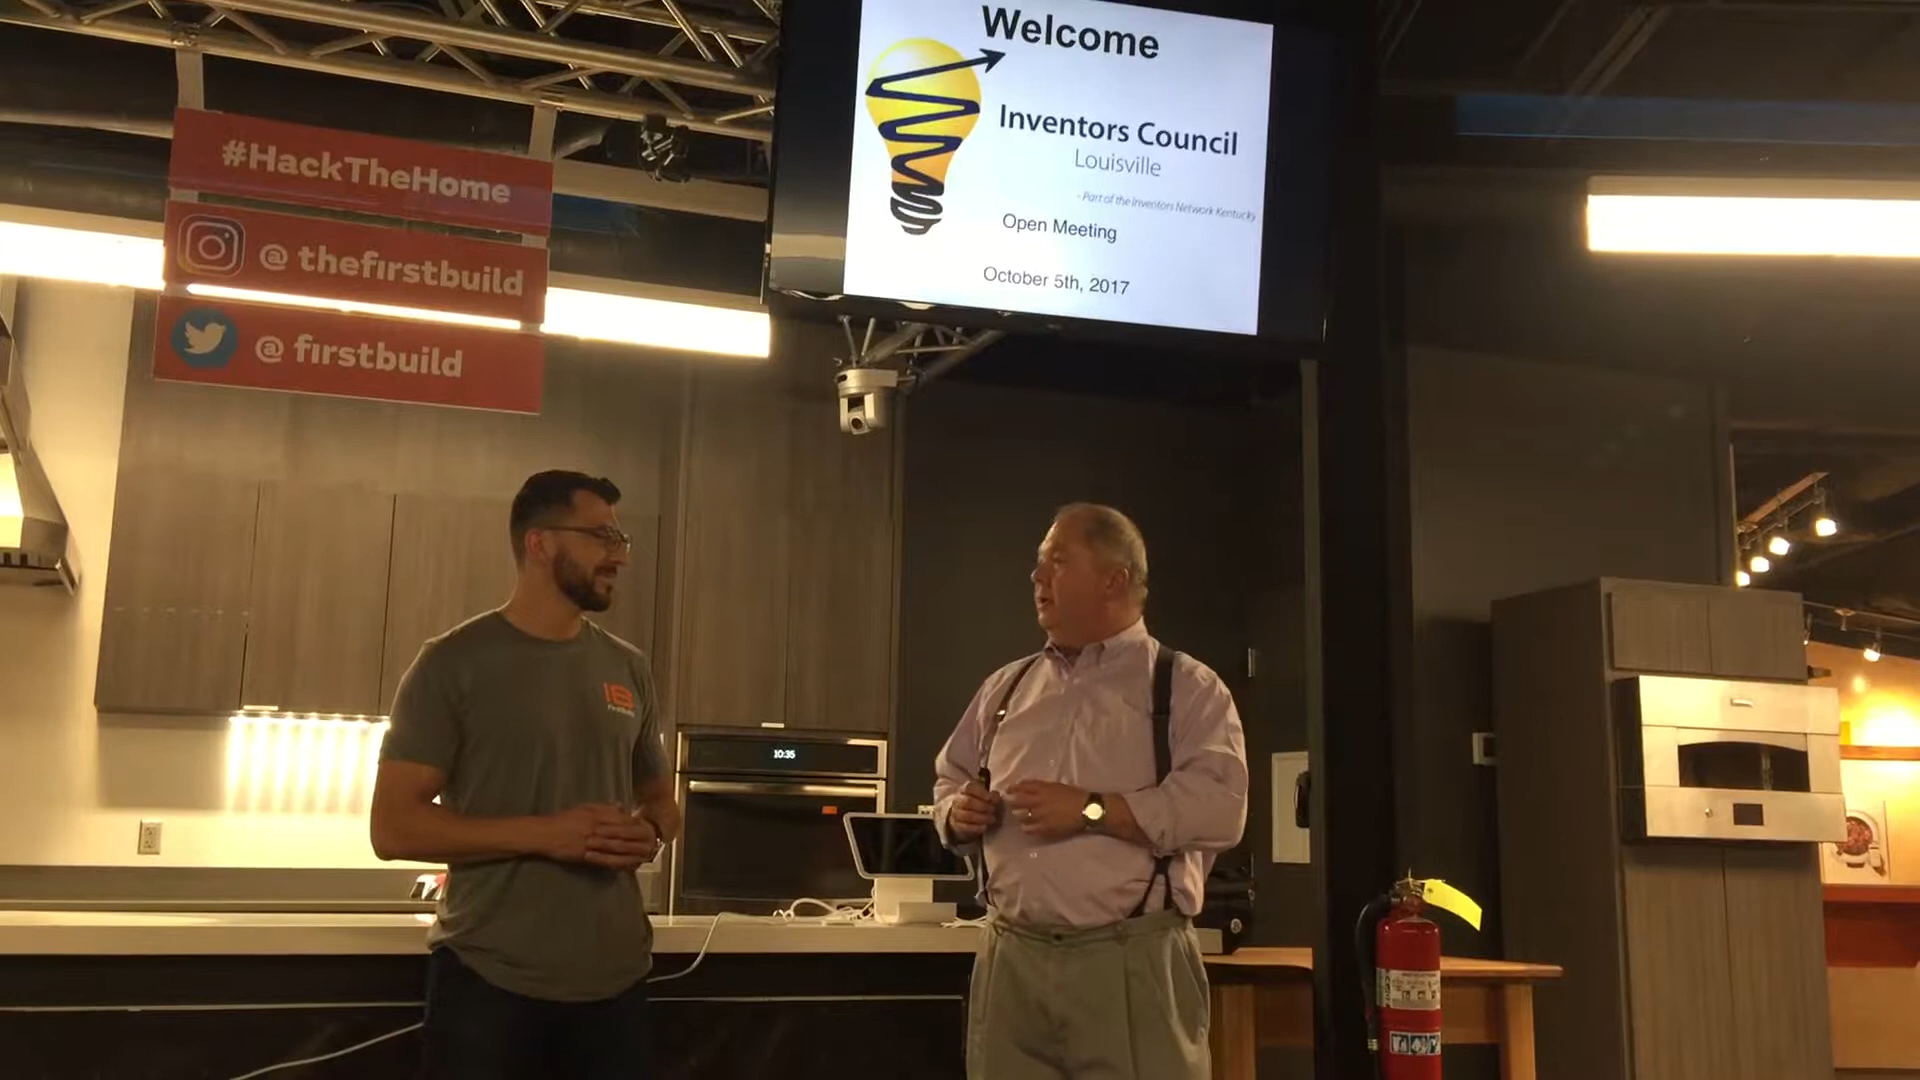 Welcome
Inventors Council
Louisville
- Part of the Inventors Network Kentucky
Open Meeting
October 5th, 2017
#HackTheHome
@ thefirstbuild
@ firstbuild
FirstBuild
10:35